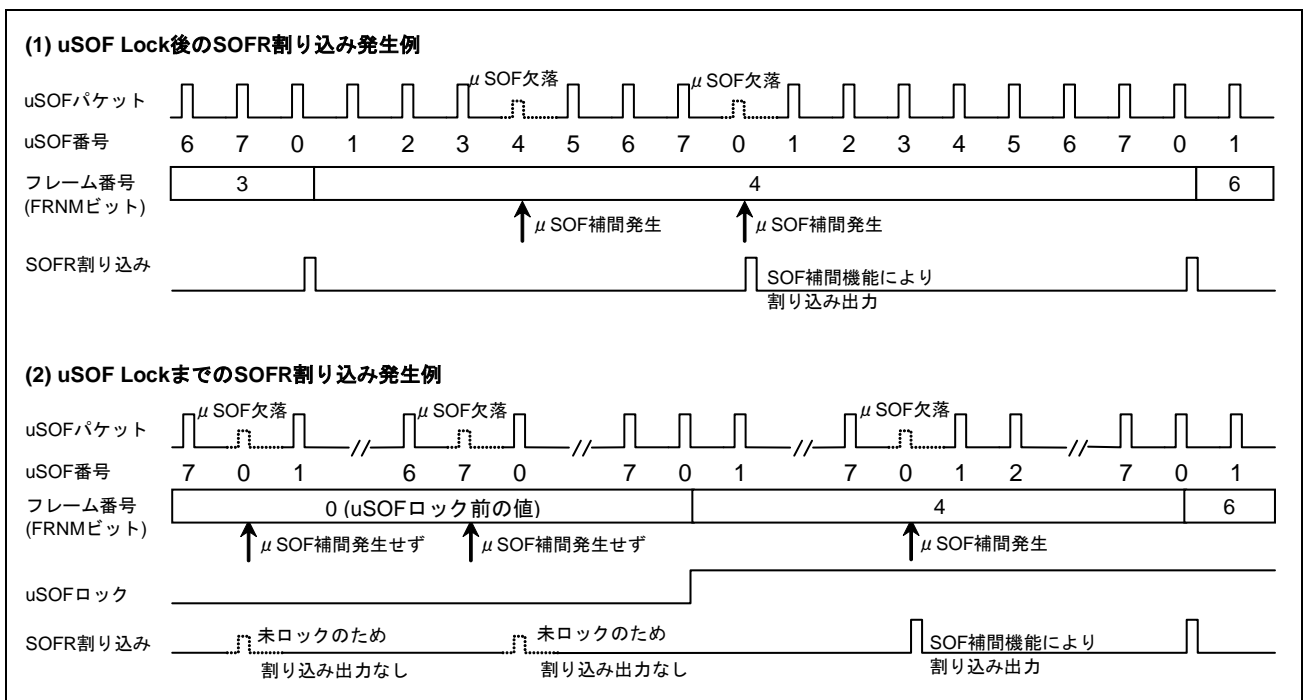 (1) uSOF Lock後のSOFR割り込み発生例
μ SOF欠落 μ SOF欠落
uSOFパケット
uSOF番号 6 7 0 1 2 3 4 5 6 7 0 1 2 3 4 5 6 7 0 1
フレーム番号 3 4 6
(FRNMビット)
μ SOF補間発生 μ SOF補間発生
SOFR割り込み
SOF補間機能により
割り込み出力
(2) uSOF LockまでのSOFR割り込み発生例
μ SOF欠落 μ SOF欠落 μ SOF欠落
uSOFパケット
uSOF番号 7 0 1 6 7 0 7 0 1 7 0 1 2 7 0 1
フレーム番号 0 (uSOFロック前の値) 4 6
(FRNMビット)
μ SOF補間発生せず μ SOF補間発生せず μ SOF補間発生
uSOFロック
SOFR割り込み 未ロックのため 未ロックのため SOF補間機能により
割り込み出力なし 割り込み出力なし 割り込み出力